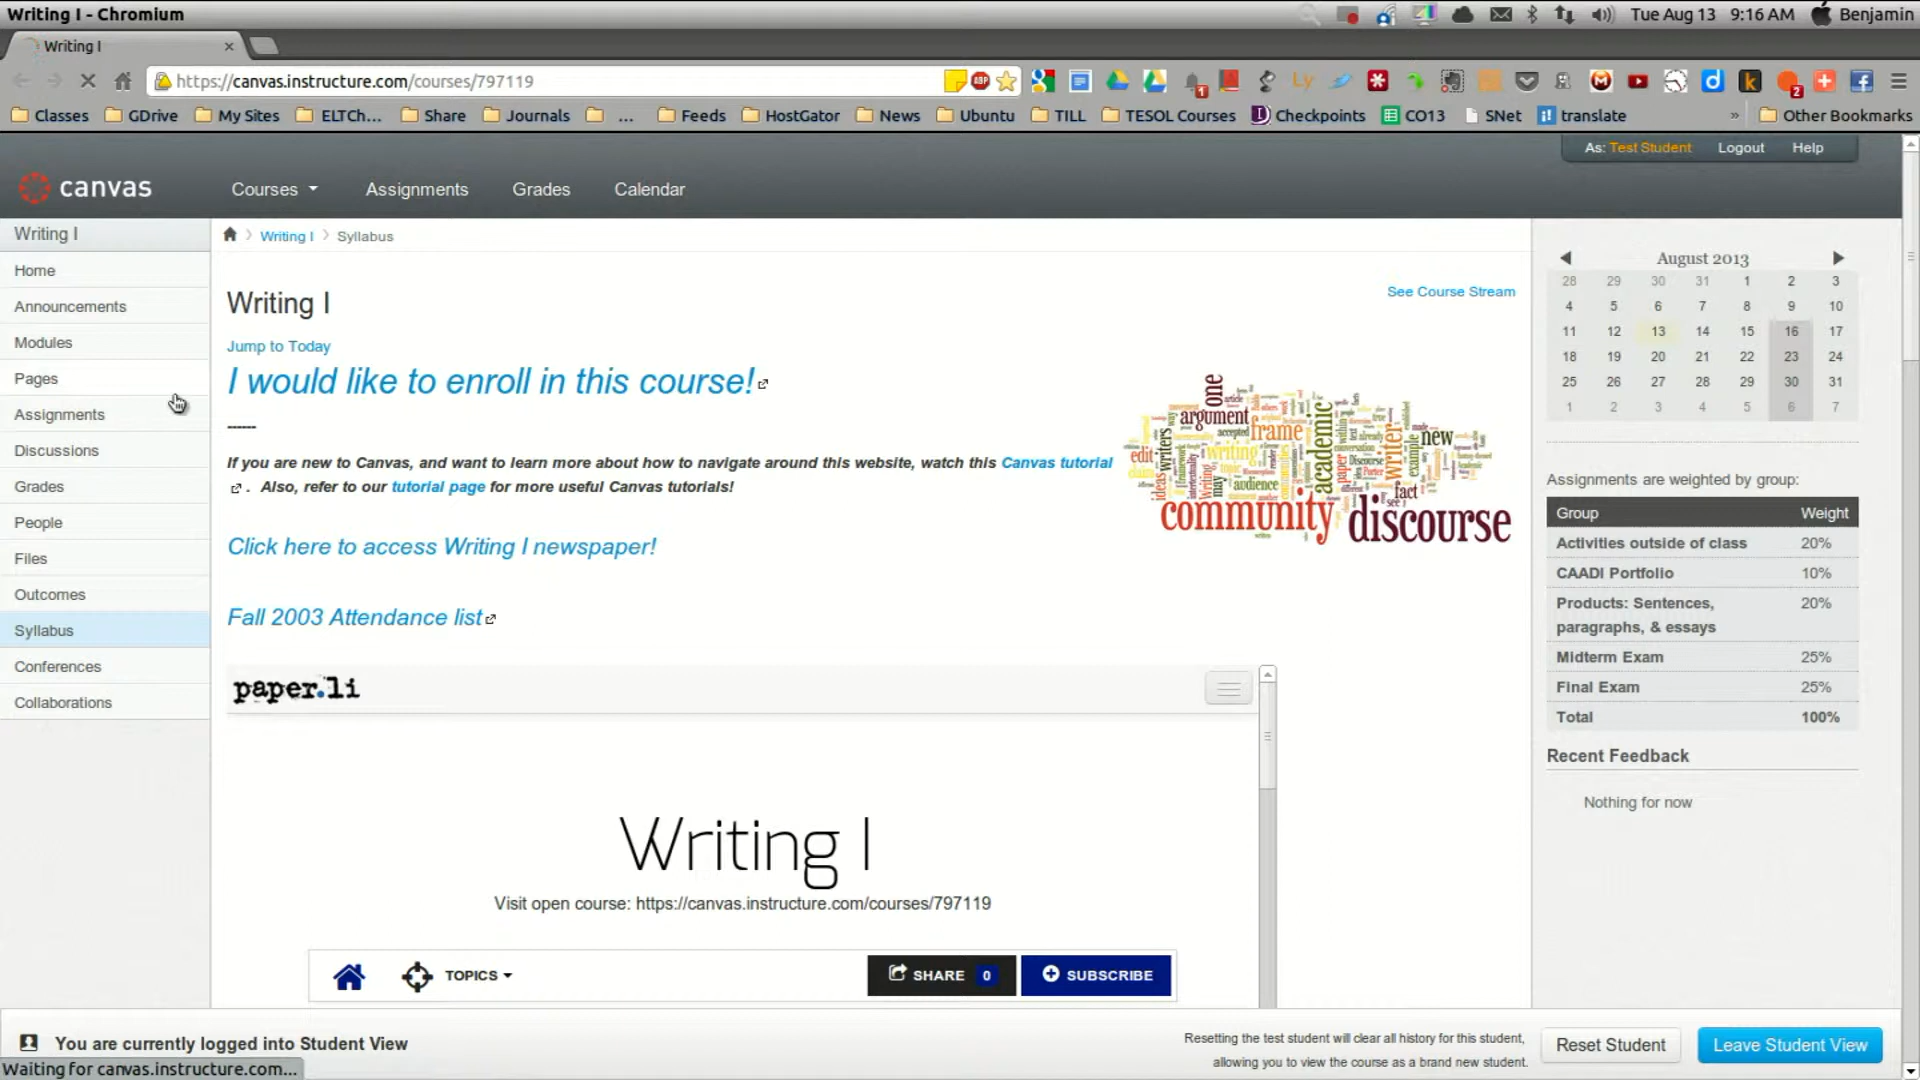 Writing I - Chromium
Tue Aug 13 9:16 AM Benjamin
Writing I
https://canvas.instructure.com/courses/797119
Classes GDrive My Sites ELTCh... Share Journals ... Feeds HostGator News Ubuntu TILL TESOL Courses Checkpoints CO13 SNet translate » Other Bookmarks
As: Test Student Logout Help
canvas Courses Assignments Grades Calendar
Writing I
Home
Announcements
Modules
Pages
Assignments
Discussions
Grades
People
Files
Outcomes
Syllabus
Conferences
Collaborations
Writing I Syllabus
Writing I
See Course Stream
Jump to Today
I would like to enroll in this course!
------
If you are new to Canvas, and want to learn more about how to navigate around this website, watch this Canvas tutorial
. Also, refer to our tutorial page for more useful Canvas tutorials!
Click here to access Writing I newspaper!
Fall 2003 Attendance list
one
argument
frame
academic
writer
new
edit
writers
writing
audience
example
fact
may
topic
ideas
paper
community
discourse
paper.li
Writing I
Visit open course: https://canvas.instructure.com/courses/797119
TOPICS SHARE 0 SUBSCRIBE
August 2013
28 29 30 31 1 2 3
4 5 6 7 8 9 10
11 12 13 14 15 16 17
18 19 20 21 22 23 24
25 26 27 28 29 30 31
1 2 3 4 5 6 7
Assignments are weighted by group:
Group Weight
Activities outside of class 20%
CAADI Portfolio 10%
Products: Sentences, 20%
paragraphs, & essays
Midterm Exam 25%
Final Exam 25%
Total 100%
Recent Feedback
Nothing for now
You are currently logged into Student View
Resetting the test student will clear all history for this student,
allowing you to view the course as a brand new student.
Reset Student
Leave Student View
Waiting for canvas.instructure.com...